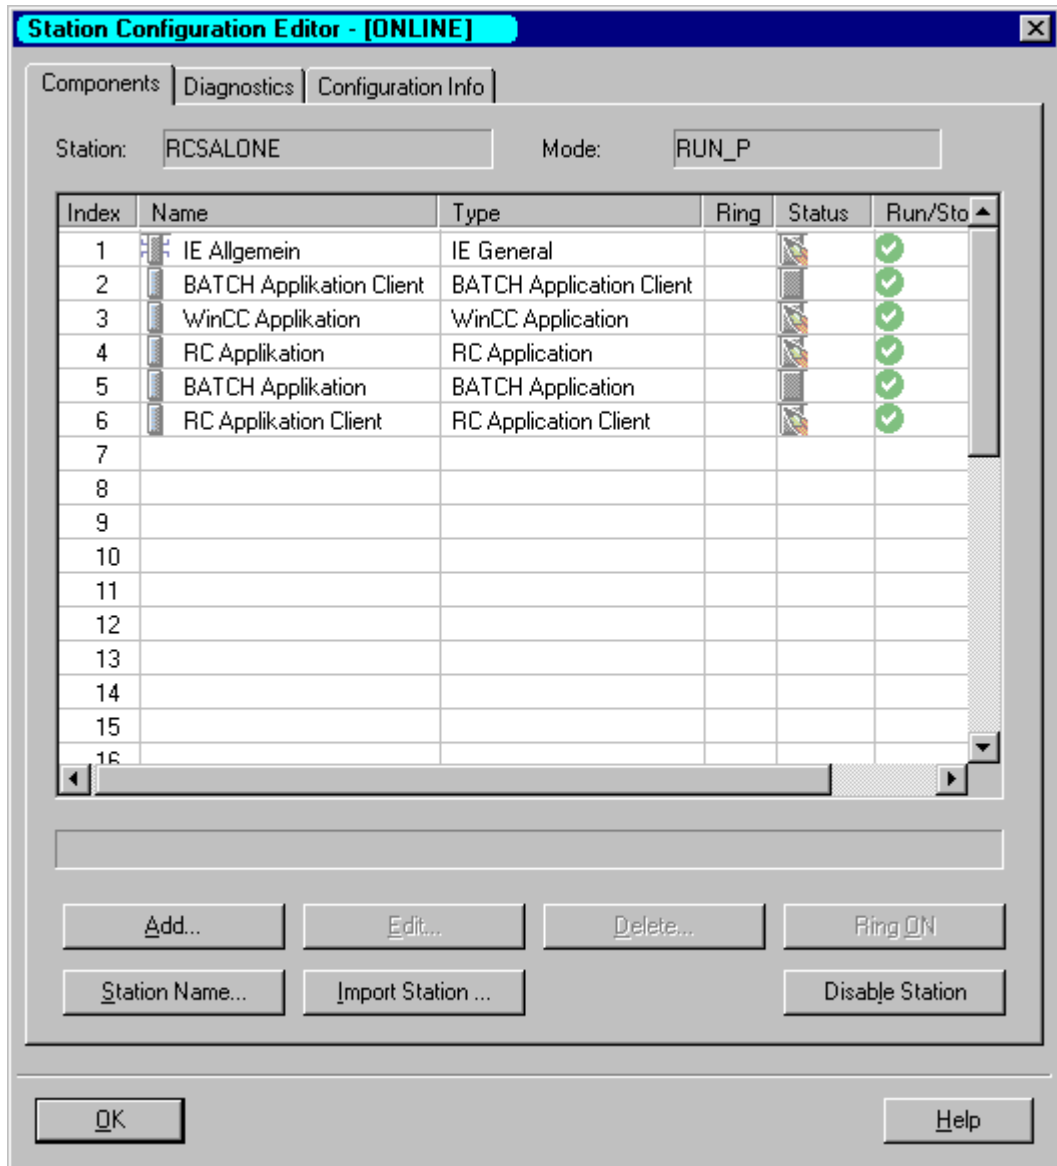 Station Configuration Editor - [ONLINE]
Components Diagnostics Configuration Info
Station: RCSALONE Mode: RUN_P
Index Name Type Ring Status Run/Sto
1 IE Allgemein IE General
2 BATCH Applikation Client BATCH Application Client
3 WinCC Applikation WinCC Application
4 RC Applikation RC Application
5 BATCH Applikation BATCH Application
6 RC Applikation Client RC Application Client
7
8
9
10
11
12
13
14
15
16
Add... Edit... Delete... Ring ON
Station Name... Import Station ... Disable Station
OK Help